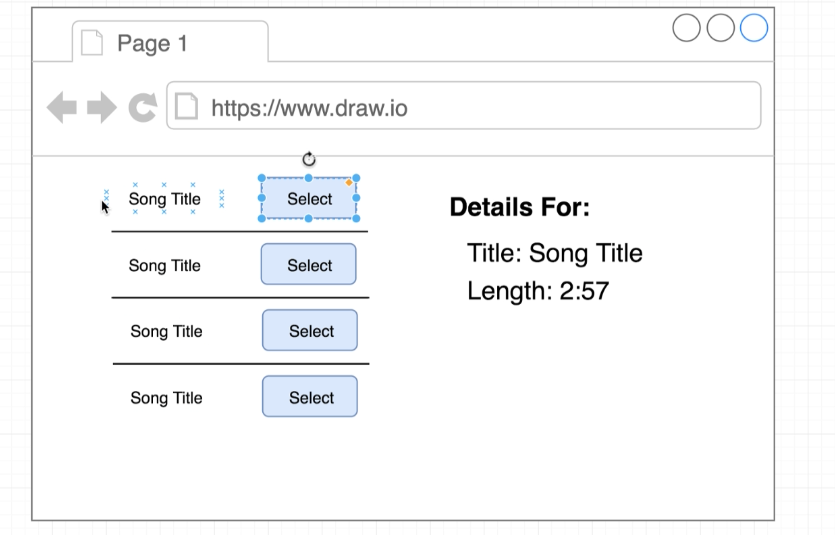 Page 1
https://www.draw.io
Song Title Select
Song Title Select
Song Title Select
Song Title Select
Details For:
Title: Song Title
Length: 2:57